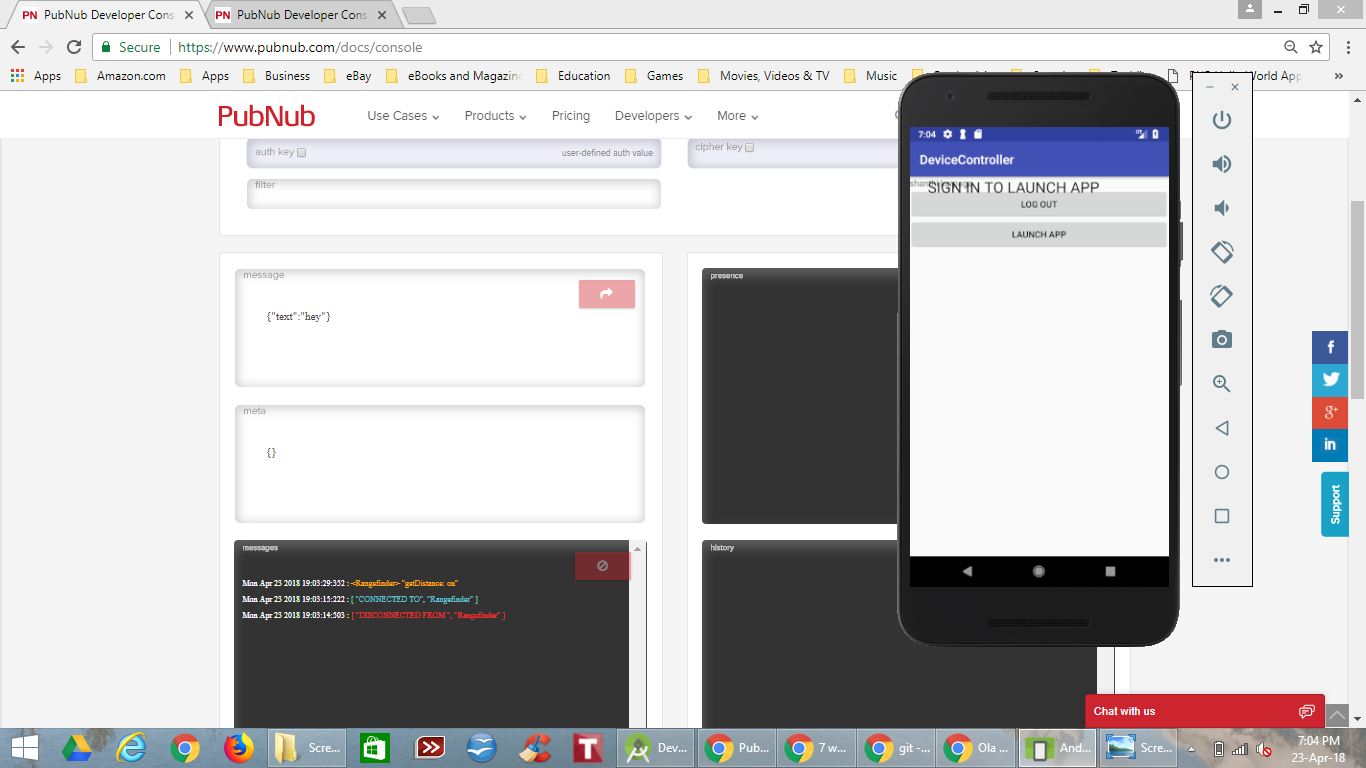 PubNub Developer Cons
PubNub Developer Cons
Secure
https://www.pubnub.com/docs/console
Apps
Amazon.com
Apps
Business
eBay
eBooks and Magazin
Education
Games
Movies, Videos & TV
Music
World App
PubNub
Use Cases
Products
Pricing
Developers
More
auth key
user-defined auth value
cipher key
filter
message
{"text":"hey"}
meta
{}
messages
Mon Apr 23 2018 19:03:29:352 : <Rangefinder>- "getDistance: on"
Mon Apr 23 2018 19:03:15:222 : [ "CONNECTED TO", "Rangefinder" ]
Mon Apr 23 2018 19:03:14:503 : [ "DISCONNECTED FROM ", "Rangefinder" ]
presence
history
7:04
DeviceController
SIGN IN TO LAUNCH APP
LOG OUT
LAUNCH APP
Support
Chat with us
Scre...
Dev...
Pub...
7 w...
git -...
Ola ...
And...
Scre...
7:04 PM
23-Apr-18